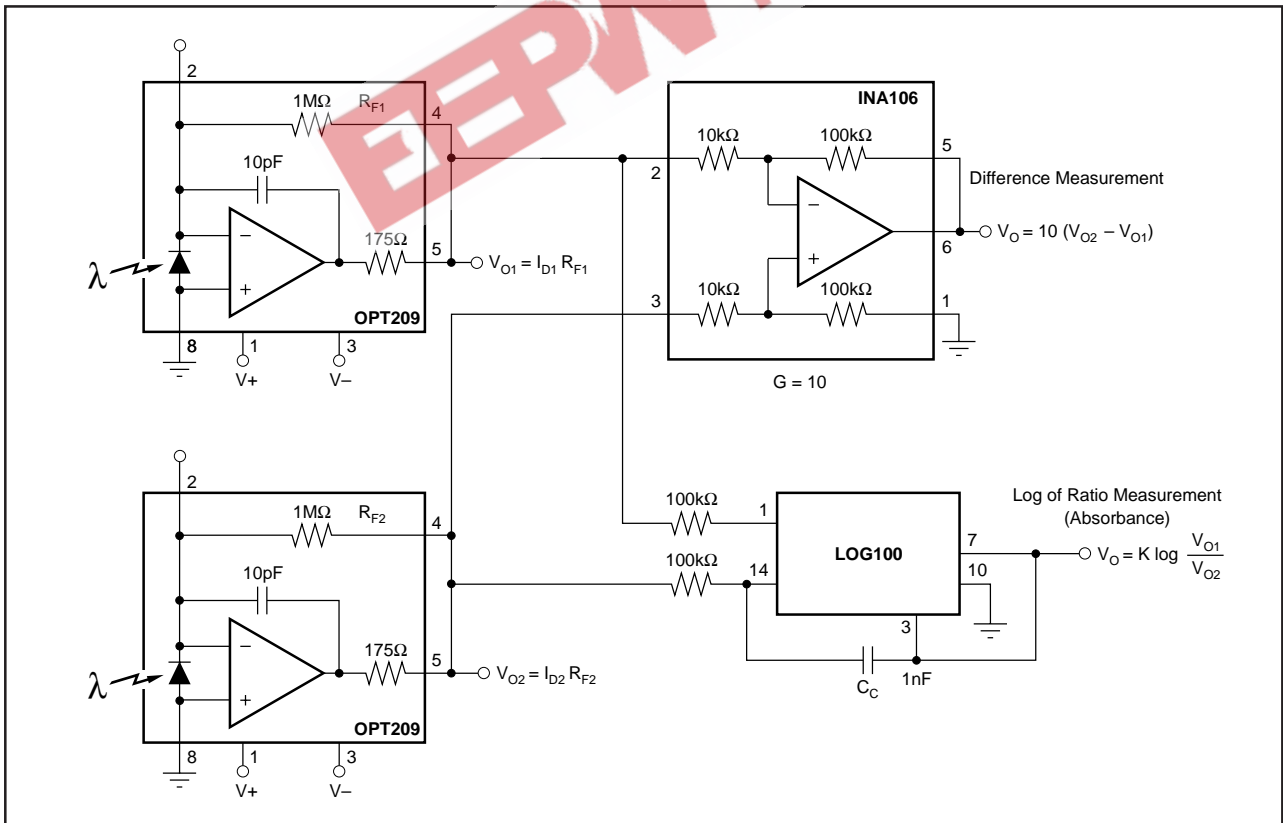 2
1MΩ RF1
4
10pF
175Ω
5
VO1 = ID1 RF1
λ
OPT209
8
1
3
V+
V–
INA106
10kΩ
100kΩ
5
2
Difference Measurement
–
+
6
VO = 10 (VO2 – VO1)
3
10kΩ
100kΩ
1
G = 10
2
1MΩ RF2
4
10pF
175Ω
5
VO2 = ID2 RF2
–
+
λ
OPT209
8
1
3
V+
V–
100kΩ
1
100kΩ
14
LOG100
7
10
3
CC
1nF
Log of Ratio Measurement
(Absorbance)
VO = K log VO1
VO2
–
+